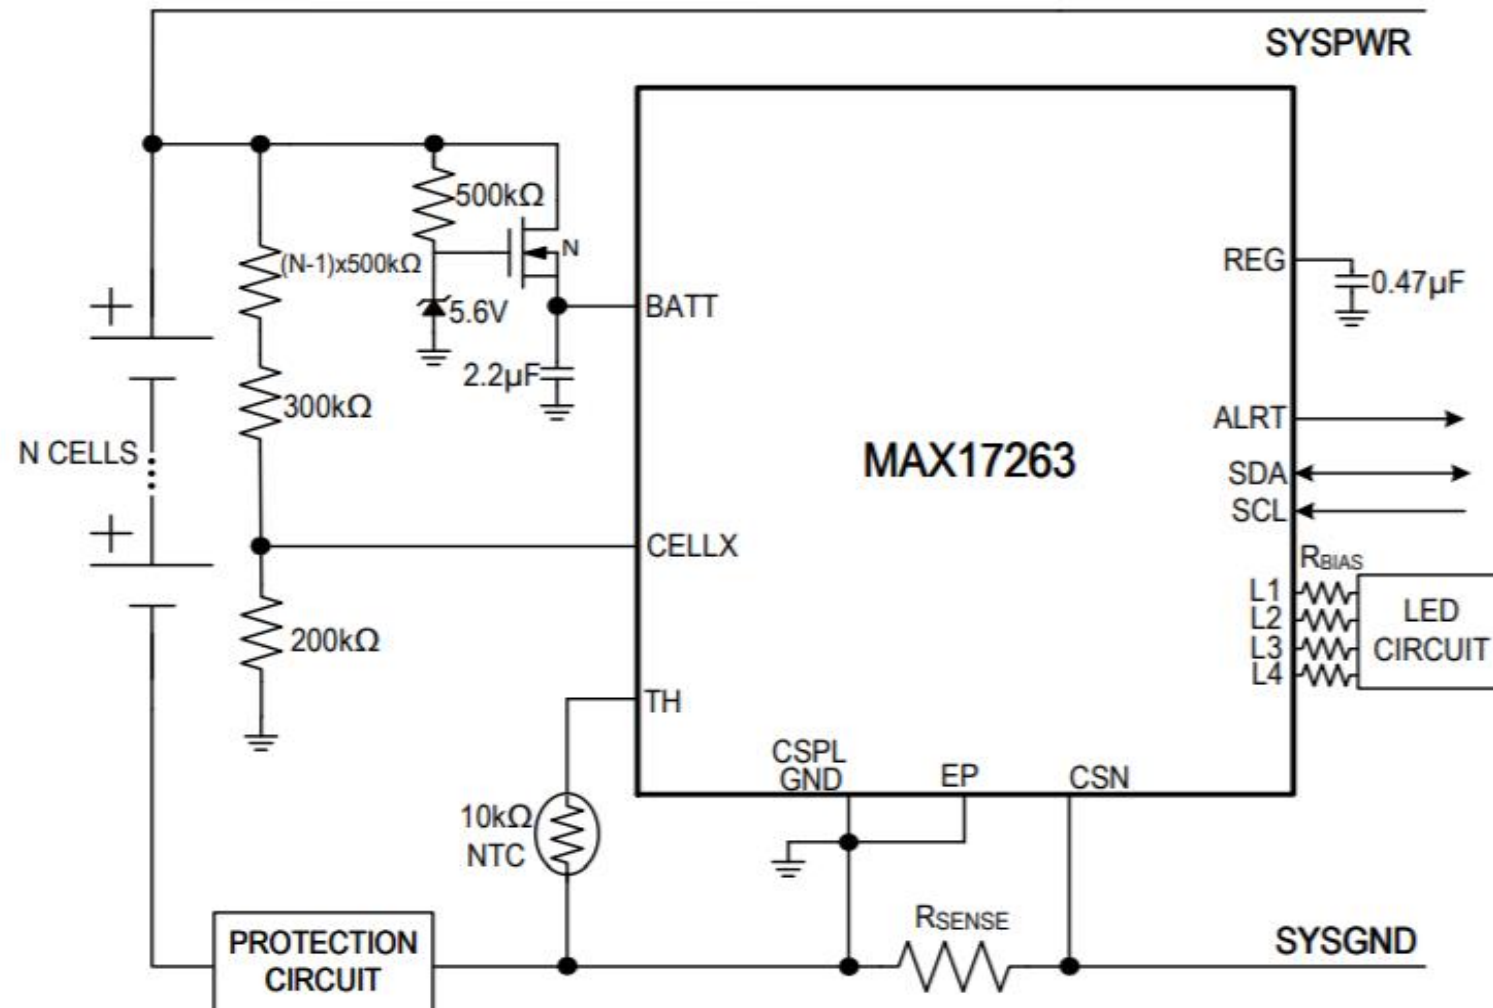 SYSPWR
500kΩ
N
(N-1)x500kΩ
REG
0.47µF
5.6V
BATT
2.2µF
300kΩ
ALRT
N CELLS
MAX17263
SDA
SCL
CELLX
RBIAS
L1
L2
L3
L4
LED
CIRCUIT
200kΩ
TH
CSPL
GND
EP
CSN
10kΩ
NTC
RSENSE
PROTECTION
CIRCUIT
SYSGND